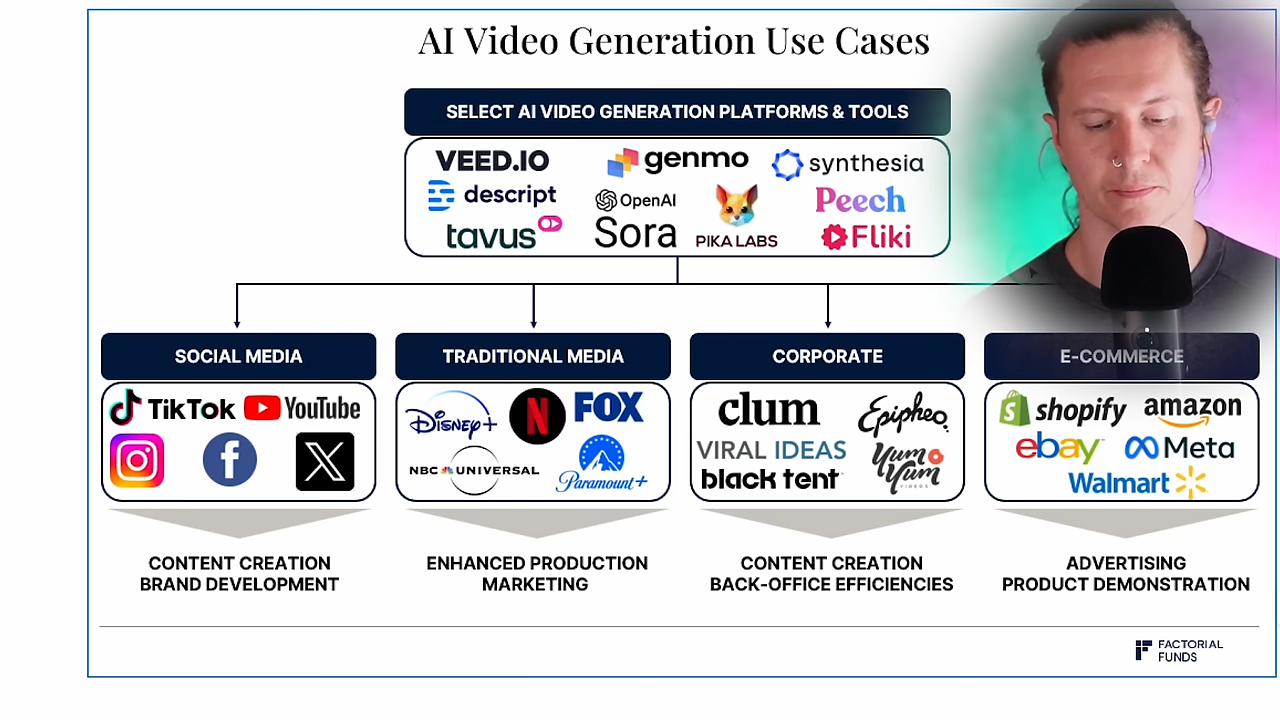 AI Video Generation Use Cases
SELECT AI VIDEO GENERATION PLATFORMS & TOOLS
VEED.IO
genmo
synthesia
descript
OpenAI
Sora
PIKA LABS
Peech
tavus
Fliki
SOCIAL MEDIA
TikTok
YouTube
TRADITIONAL MEDIA
Disney+
N
FOX
NBC UNIVERSAL
Paramount+
CORPORATE
clum
Epipheo
VIRAL IDEAS
black tent
Yum
Yum
VIDEOS
E-COMMERCE
shopify
amazon
ebay
Meta
Walmart
CONTENT CREATION
BRAND DEVELOPMENT
ENHANCED PRODUCTION
MARKETING
CONTENT CREATION
BACK-OFFICE EFFICIENCIES
ADVERTISING
PRODUCT DEMONSTRATION
FACTORIAL
FUNDS